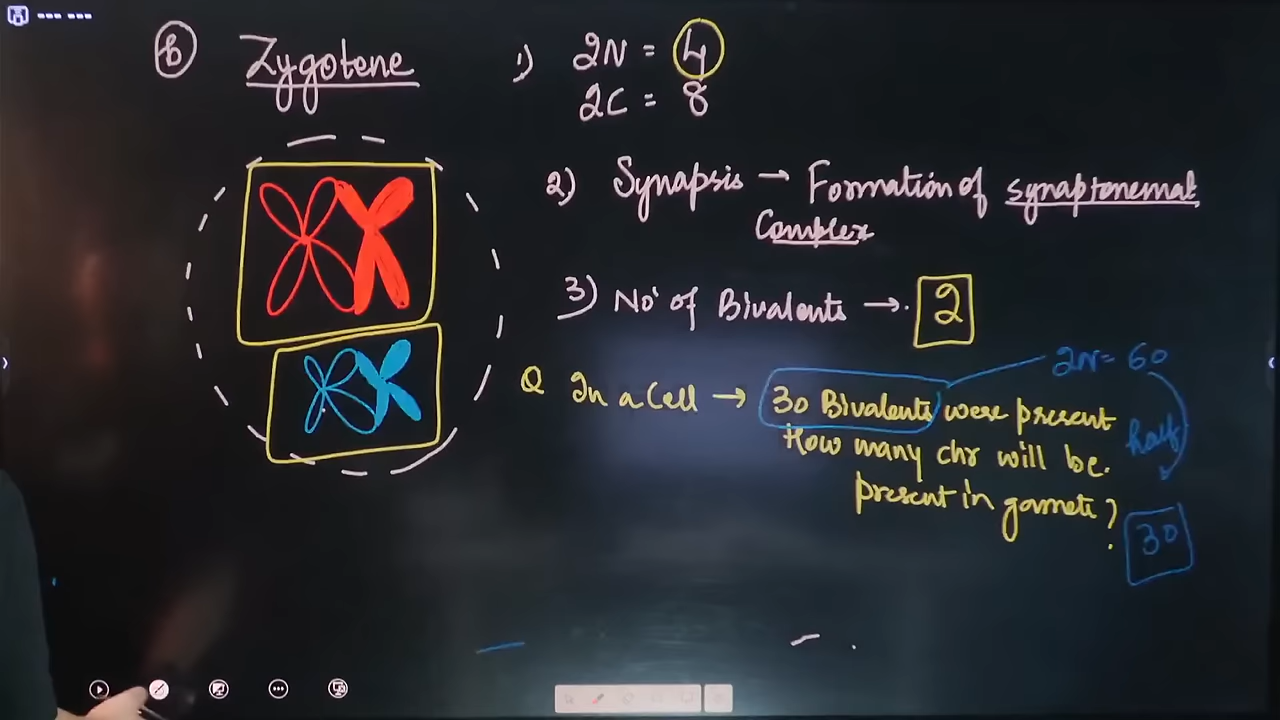 b Zygotene
1) 2N = 4
2C = 8
2) Synapsis → Formation of synaptonemal
Complex
3) No' of Bivalents → 2
Q In a Cell → 30 Bivalents were present
How many chr will be.
present in gamete?
2N = 60
half
30